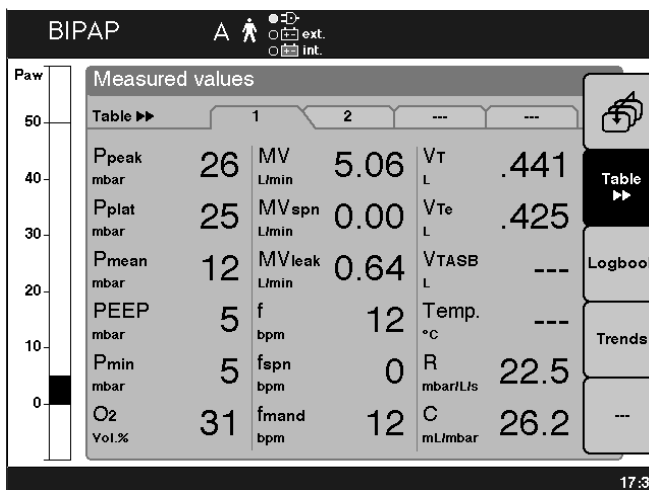 BIPAP A ext.
int.
Paw
50
40
30
20
10
0
Measured values
Table ▶▶ 1 2 --- ---
Ppeak mbar 26 MV L/min 5.06 VT L .441
Pplat mbar 25 MVspn L/min 0.00 VTe L .425
Pmean mbar 12 MVleak L/min 0.64 VTASB L ---
PEEP mbar 5 f bpm 12 Temp. °C ---
Pmin mbar 5 fspn bpm 0 R mbar/L/s 22.5
O2 Vol.% 31 fmand bpm 12 C mL/mbar 26.2
Table ▶▶
Logboo
Trends
---
17:3